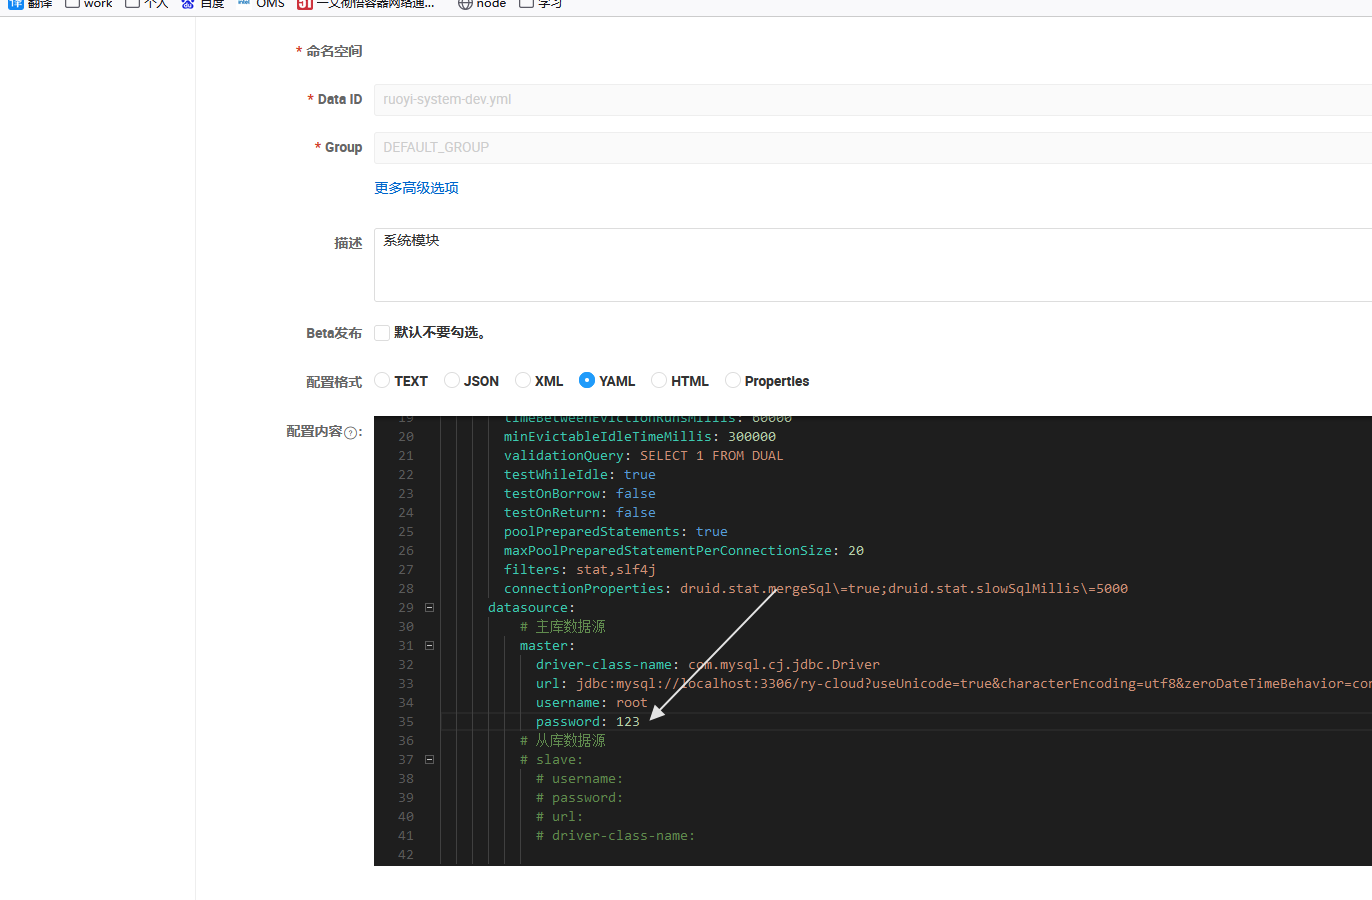 翻译 work 个人 百度 OMS 一文彻悟容器网络通... node 学习
* 命名空间
* Data ID ruoyi-system-dev.yml
* Group DEFAULT_GROUP
更多高级选项
描述 系统模块
Beta发布 默认不要勾选。
配置格式 TEXT JSON XML YAML HTML Properties
配置内容?:
19 timeBetweenEvictionRunsMillis: 60000
20 minEvictableIdleTimeMillis: 300000
21 validationQuery: SELECT 1 FROM DUAL
22 testWhileIdle: true
23 testOnBorrow: false
24 testOnReturn: false
25 poolPreparedStatements: true
26 maxPoolPreparedStatementPerConnectionSize: 20
27 filters: stat,slf4j
28 connectionProperties: druid.stat.mergeSql\=true;druid.stat.slowSqlMillis\=5000
29 datasource:
30 # 主库数据源
31 master:
32 driver-class-name: com.mysql.cj.jdbc.Driver
33 url: jdbc:mysql://localhost:3306/ry-cloud?useUnicode=true&characterEncoding=utf8&zeroDateTimeBehavior=con
34 username: root
35 password: 123
36 # 从库数据源
37 # slave:
38 # username:
39 # password:
40 # url:
41 # driver-class-name:
42